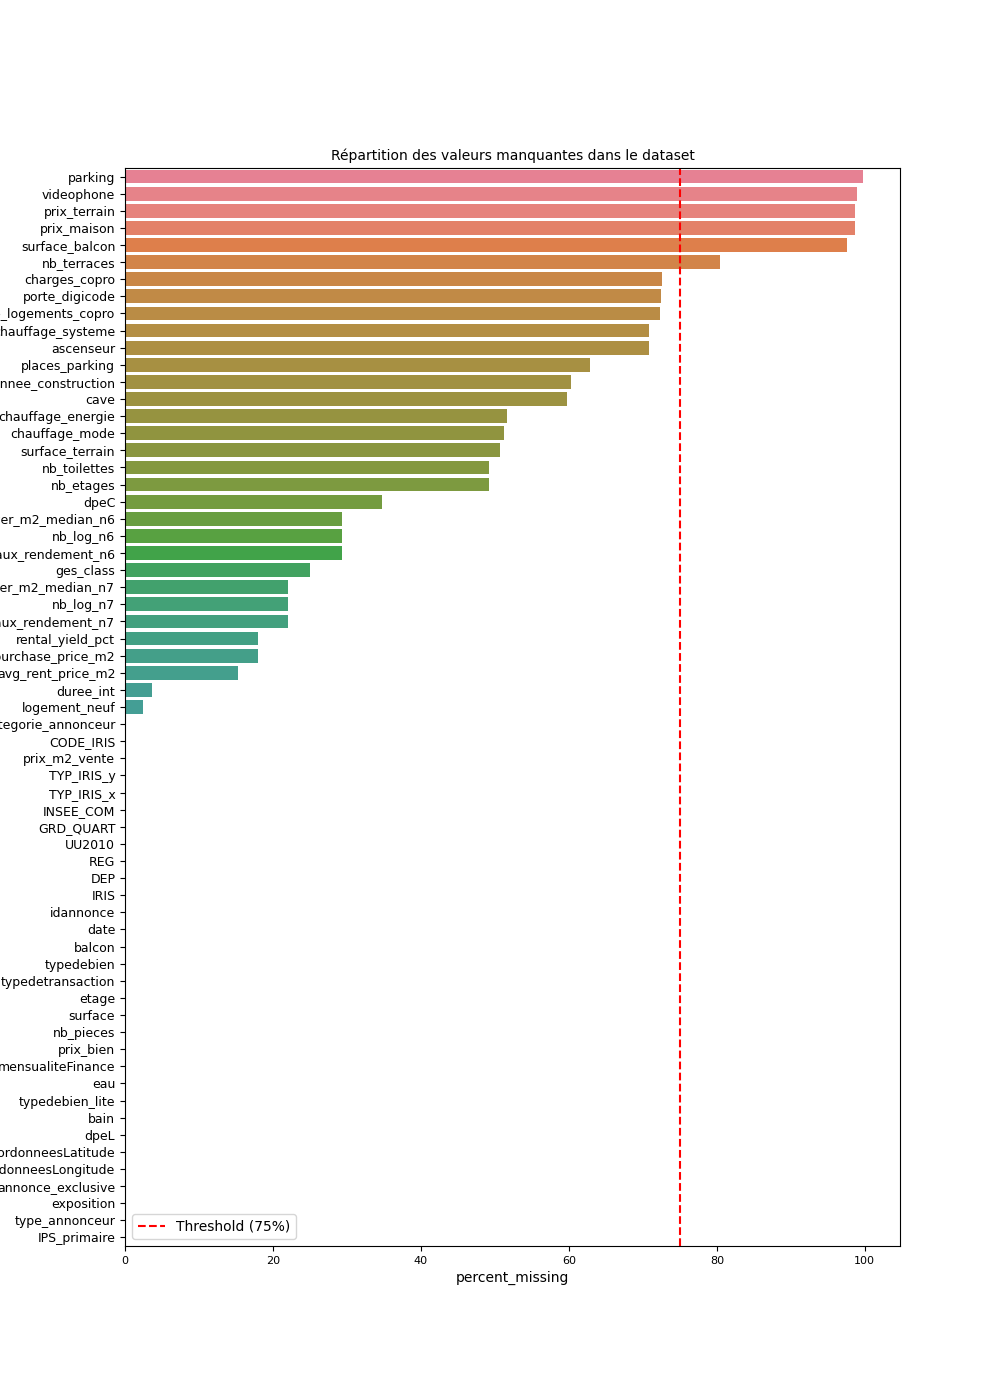 Répartition des valeurs manquantes dans le dataset
parking
videophone
prix_terrain
prix_maison
surface_balcon
nb_terraces
charges_copro
porte_digicode
_logements_copro
hauffage_systeme
ascenseur
places_parking
nnee_construction
cave
chauffage_energie
chauffage_mode
surface_terrain
nb_toilettes
nb_etages
dpeC
er_m2_median_n6
nb_log_n6
aux_rendement_n6
ges_class
er_m2_median_n7
nb_log_n7
aux_rendement_n7
rental_yield_pct
purchase_price_m2
avg_rent_price_m2
duree_int
logement_neuf
tegorie_annonceur
CODE_IRIS
prix_m2_vente
TYP_IRIS_y
TYP_IRIS_x
INSEE_COM
GRD_QUART
UU2010
REG
DEP
IRIS
idannonce
date
balcon
typedebien
typedetransaction
etage
surface
nb_pieces
prix_bien
mensualiteFinance
eau
typedebien_lite
bain
dpeL
ordonneesLatitude
donneesLongitude
annonce_exclusive
exposition
type_annonceur
IPS_primaire
Threshold (75%)
0 20 40 60 80 100
percent_missing